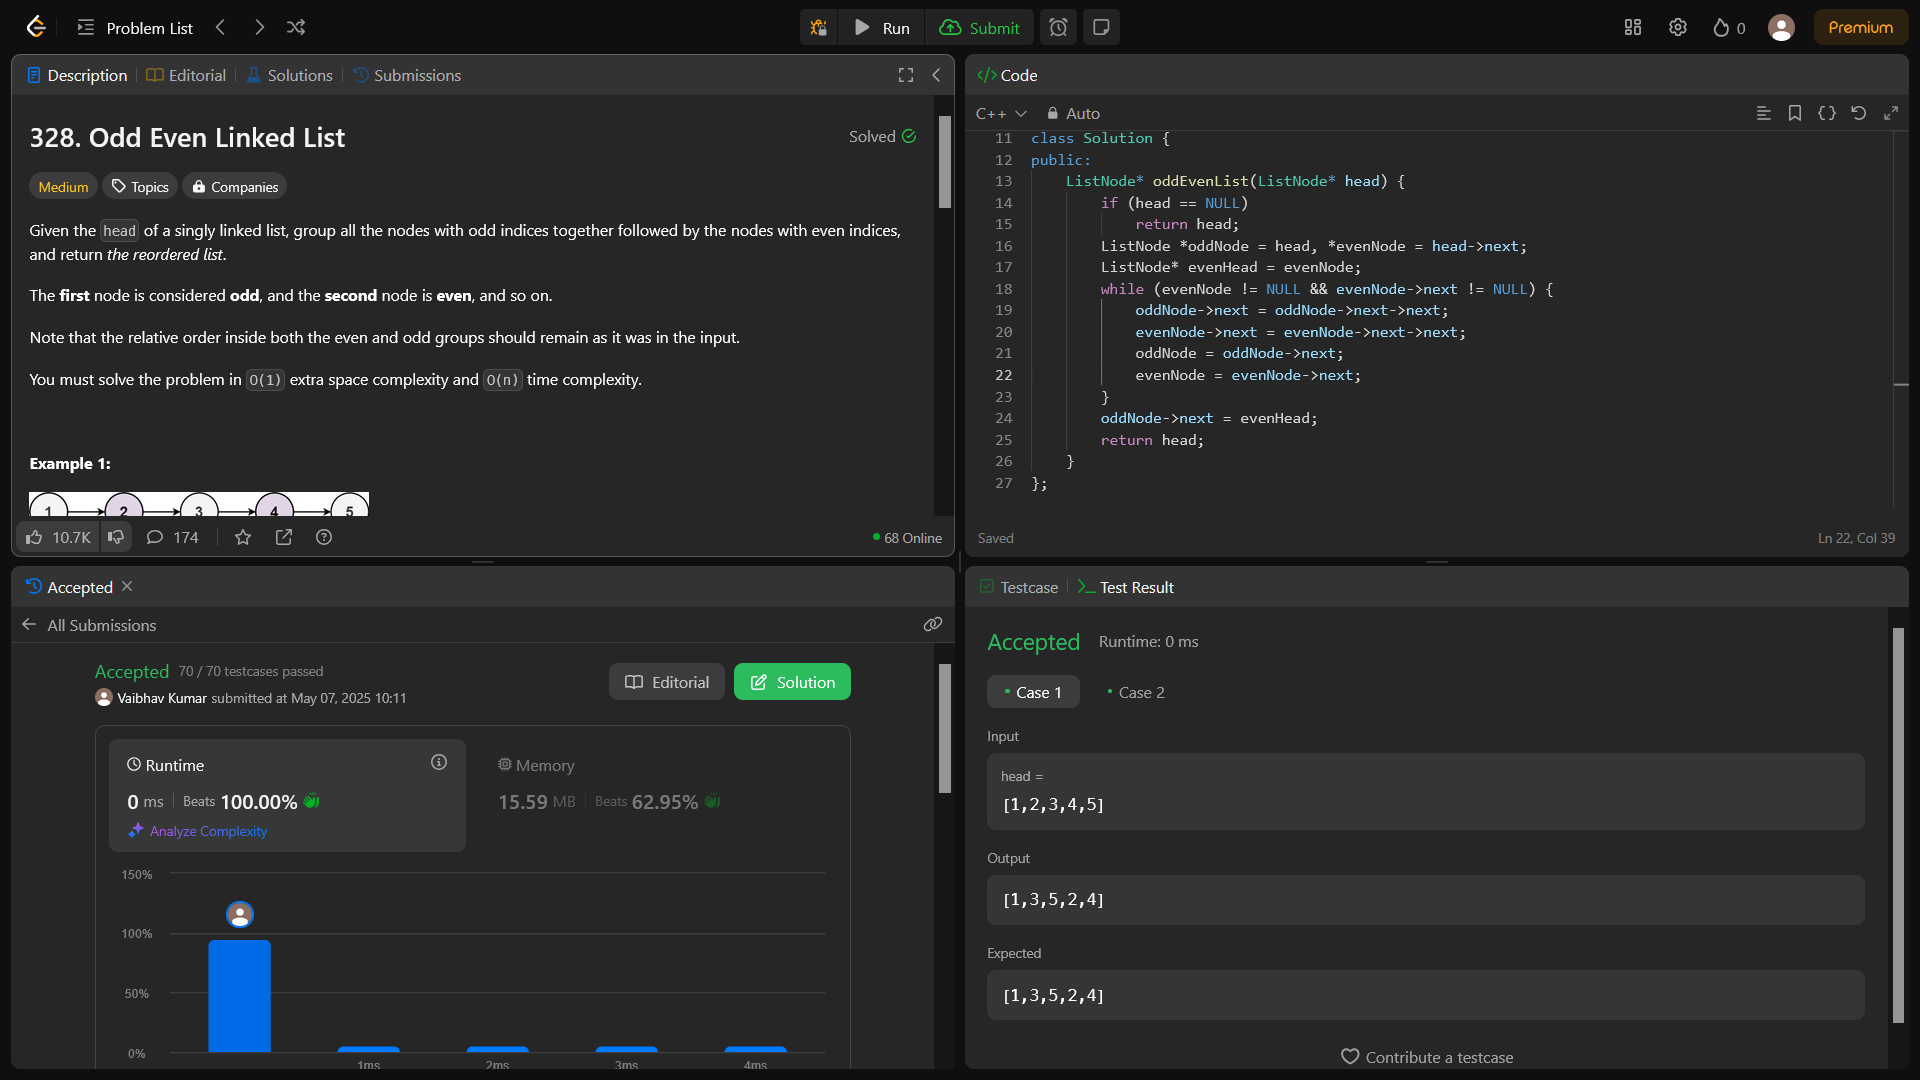 Problem List
Run
Submit
0
Premium
Description
Editorial
Solutions
Submissions
328. Odd Even Linked List
Solved
Medium
Topics
Companies
Given the head of a singly linked list, group all the nodes with odd indices together followed by the nodes with even indices,
and return the reordered list.
The first node is considered odd, and the second node is even, and so on.
Note that the relative order inside both the even and odd groups should remain as it was in the input.
You must solve the problem in O(1) extra space complexity and O(n) time complexity.
Example 1:
1 2 3 4 5
10.7K
174
68 Online
</> Code
C++
Auto
11 class Solution {
12 public:
13     ListNode* oddEvenList(ListNode* head) {
14         if (head == NULL)
15             return head;
16         ListNode *oddNode = head, *evenNode = head->next;
17         ListNode* evenHead = evenNode;
18         while (evenNode != NULL && evenNode->next != NULL) {
19             oddNode->next = oddNode->next->next;
20             evenNode->next = evenNode->next->next;
21             oddNode = oddNode->next;
22             evenNode = evenNode->next;
23         }
24         oddNode->next = evenHead;
25         return head;
26     }
27 };
Saved
Ln 22, Col 39
Accepted
All Submissions
Accepted 70 / 70 testcases passed
Vaibhav Kumar submitted at May 07, 2025 10:11
Editorial
Solution
Runtime
0 ms Beats 100.00%
Analyze Complexity
Memory
15.59 MB Beats 62.95%
150%
100%
50%
0%
1ms 2ms 3ms 4ms
Testcase
Test Result
Accepted Runtime: 0 ms
Case 1
Case 2
Input
head =
[1,2,3,4,5]
Output
[1,3,5,2,4]
Expected
[1,3,5,2,4]
Contribute a testcase